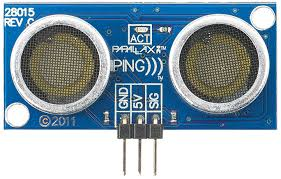 28015
REV C
ACT
PARALLAX
PING)))
GND
5V
SIG
© 2011